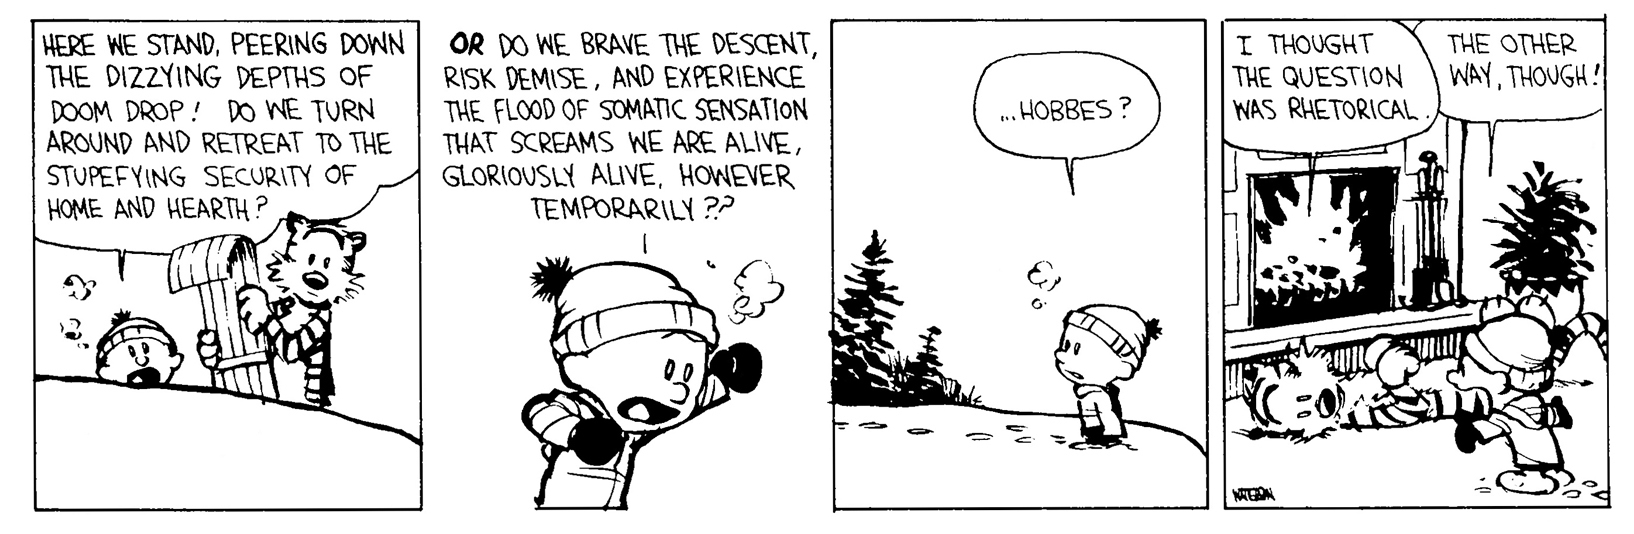 HERE WE STAND, PEERING DOWN
THE DIZZYING DEPTHS OF
DOOM DROP! DO WE TURN
AROUND AND RETREAT TO THE
STUPEFYING SECURITY OF
HOME AND HEARTH?
OR DO WE BRAVE THE DESCENT,
RISK DEMISE, AND EXPERIENCE
THE FLOOD OF SOMATIC SENSATION
THAT SCREAMS WE ARE ALIVE,
GLORIOUSLY ALIVE, HOWEVER
TEMPORARILY??
...HOBBES?
I THOUGHT
THE QUESTION
WAS RHETORICAL.
THE OTHER
WAY, THOUGH!
WATTERSON